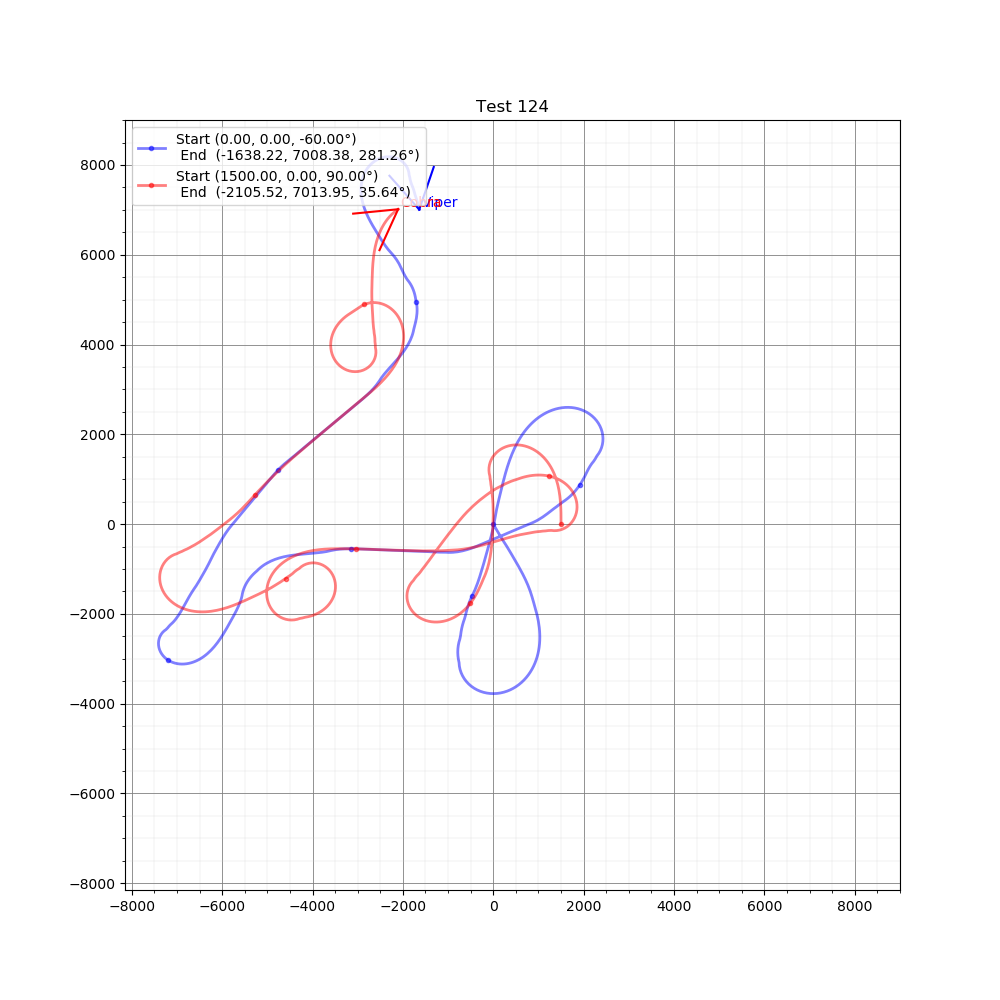 Test 124
Start (0.00, 0.00, -60.00°)
End  (-1638.22, 7008.38, 281.26°)
Start (1500.00, 0.00, 90.00°)
End  (-2105.52, 7013.95, 35.64°)
8000
6000
4000
2000
0
−2000
−4000
−6000
−8000
−8000 −6000 −4000 −2000 0 2000 4000 6000 8000